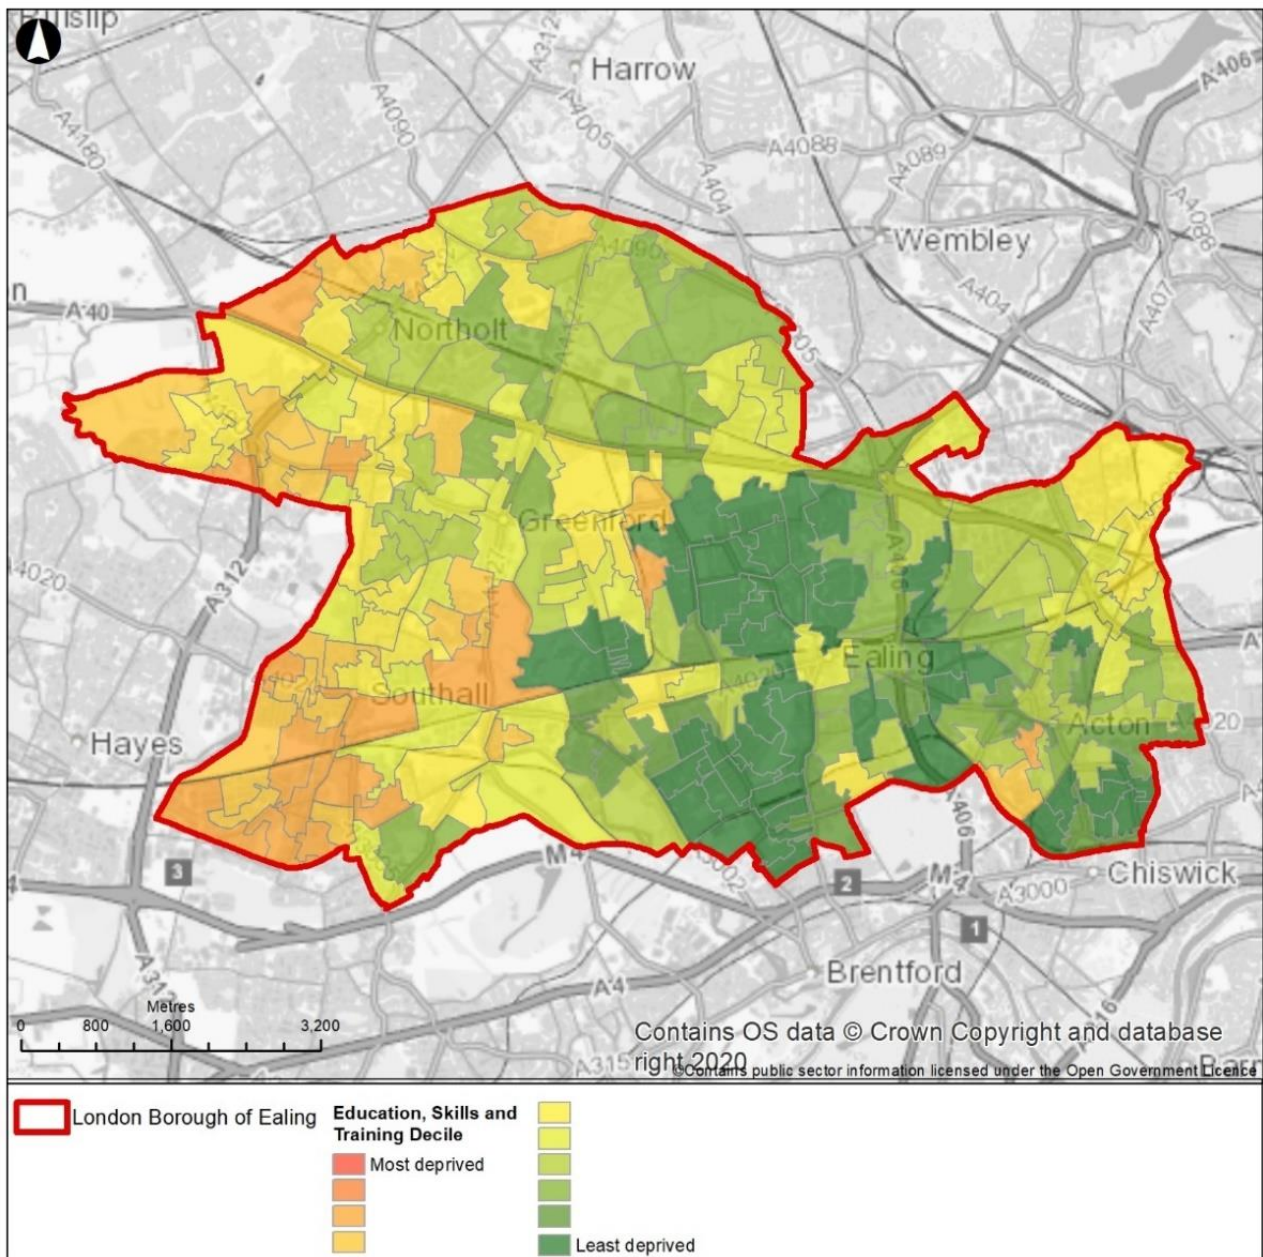 Harrow
A312
A4090
A4005
A4180
A404
A4088
A4089
A406
A4088
Wembley
A404
A407
A40
Northolt
Greenford
A4020
A312
A4127
A406
Ealing
A4020
Southall
Acton
Hayes
M4
A3002
A406
M4
3
2
1
A3000
Chiswick
Brentford
A4
A315
Metres
0 800 1,600 3,200
Contains OS data © Crown Copyright and database
right 2020
©Contains public sector information licensed under the Open Government Licence
London Borough of Ealing
Education, Skills and
Training Decile
Most deprived
Least deprived